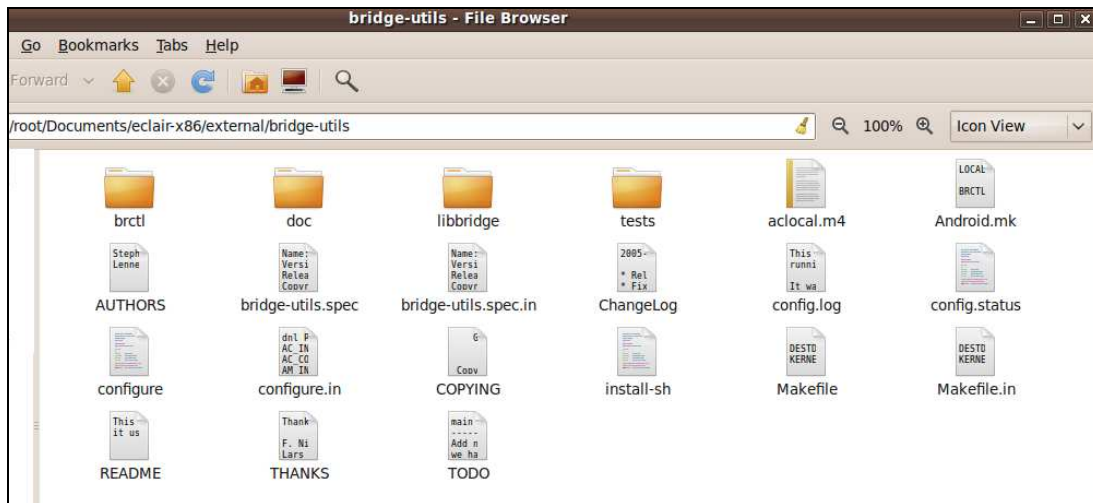 bridge-utils - File Browser
Go Bookmarks Tabs Help
Forward
/root/Documents/eclair-x86/external/bridge-utils 100% Icon View
LOCAL
BRCTL
brctl doc libbridge tests aclocal.m4 Android.mk
Steph
Lenne
Name:
Versi
Relea
Copyr
Name:
Versi
Relea
Copyr
2005-
* Rel
* Fix
This
runni
It wa
AUTHORS bridge-utils.spec bridge-utils.spec.in ChangeLog config.log config.status
dnl P
AC_IN
AC_CO
AM_IN
G
Copy
DESTD
KERNE
DESTD
KERNE
configure configure.in COPYING install-sh Makefile Makefile.in
This
it us
Thank
F. Ni
Lars
main
-----
Add n
we ha
README THANKS TODO